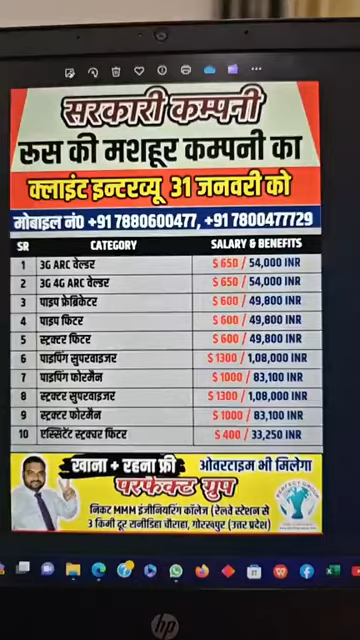 सरकारी कम्पनी
रूस की मशहूर कम्पनी का
क्लाइंट इन्टरव्यू 31 जनवरी को
मोबाइल नं0 +91 7880600477, +91 7800477729
SR CATEGORY SALARY & BENEFITS
1 3G ARC वेल्डर $ 650 / 54,000 INR
2 3G 4G ARC वेल्डर $ 650 / 54,000 INR
3 पाइप फ़ेब्रिकेटर $ 600 / 49,800 INR
4 पाइप फिटर $ 600 / 49,800 INR
5 स्ट्रक्टर फिटर $ 600 / 49,800 INR
6 पाइपिंग सुपरवाइजर $ 1300 / 1,08,000 INR
7 पाइपिंग फोरमैन $ 1000 / 83,100 INR
8 स्ट्रक्टर सुपरवाइजर $ 1300 / 1,08,000 INR
9 स्ट्रक्टर फोरमैन $ 1000 / 83,100 INR
10 एस्सिटेंट स्ट्रक्चर फिटर $ 400 / 33,250 INR
खाना + रहना फ्री ओवरटाइम भी मिलेगा
परफेक्ट ग्रुप
PERFECT GROUP
निकट MMM इंजीनियरिंग कॉलेज (रेलवे स्टेशन से
3 किमी दूर रानीडिहा चौराहा, गोरखपुर (उत्तर प्रदेश)
hp